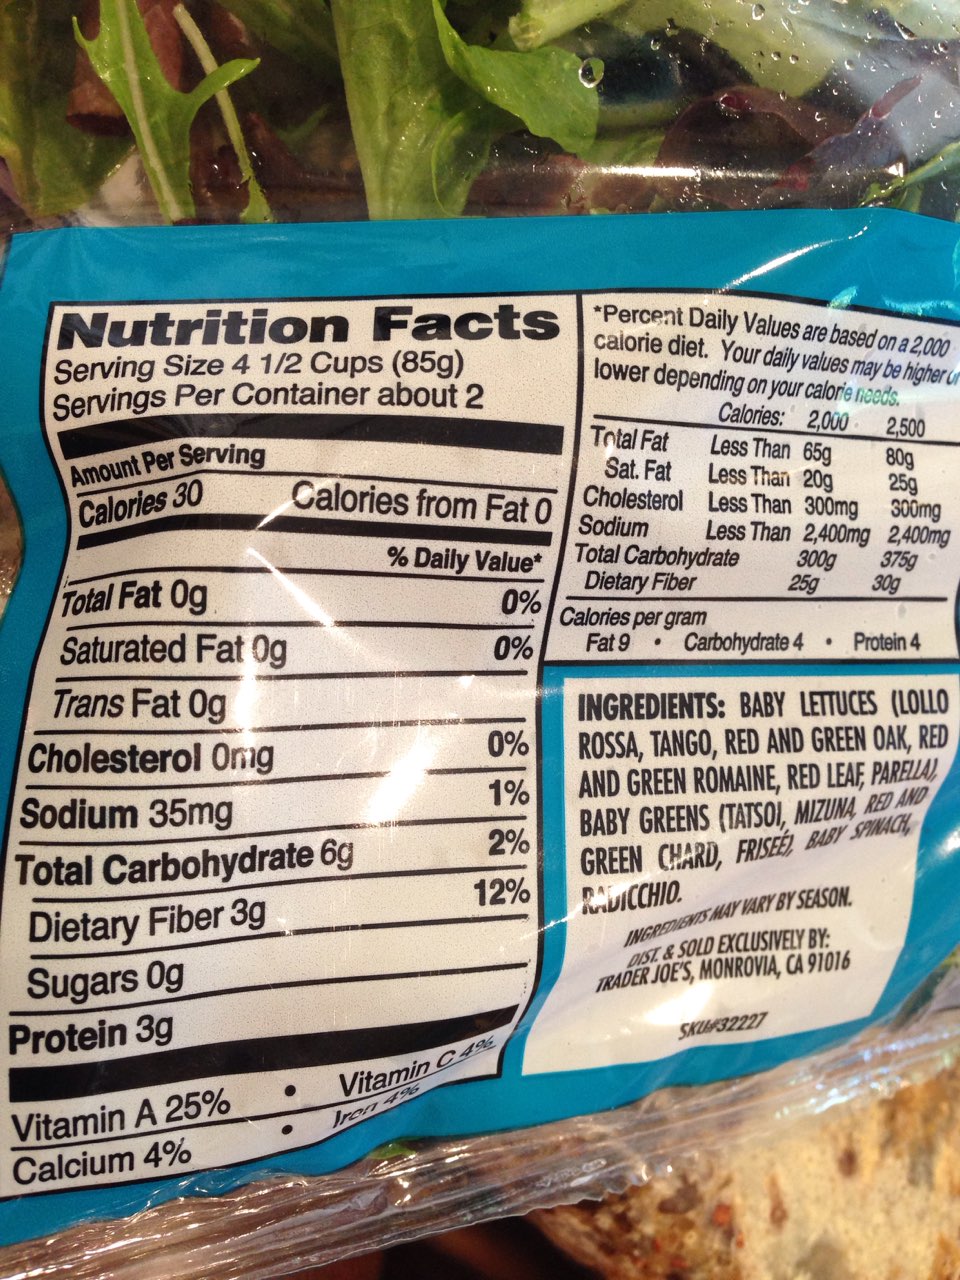 Nutrition Facts
Serving Size 4 1/2 Cups (85g)
Servings Per Container about 2
Amount Per Serving
Calories 30 Calories from Fat 0
% Daily Value*
Total Fat 0g 0%
Saturated Fat 0g 0%
Trans Fat 0g
Cholesterol 0mg 0%
Sodium 35mg 1%
Total Carbohydrate 6g 2%
Dietary Fiber 3g 12%
Sugars 0g
Protein 3g
Vitamin A 25% • Vitamin C 4%
Calcium 4% • Iron 4%
*Percent Daily Values are based on a 2,000
calorie diet. Your daily values may be higher or
lower depending on your calorie needs.
Calories: 2,000 2,500
Total Fat Less Than 65g 80g
Sat. Fat Less Than 20g 25g
Cholesterol Less Than 300mg 300mg
Sodium Less Than 2,400mg 2,400mg
Total Carbohydrate 300g 375g
Dietary Fiber 25g 30g
Calories per gram
Fat 9 • Carbohydrate 4 • Protein 4
INGREDIENTS: BABY LETTUCES (LOLLO
ROSSA, TANGO, RED AND GREEN OAK, RED
AND GREEN ROMAINE, RED LEAF, PARELLA),
BABY GREENS (TATSOI, MIZUNA, RED AND
GREEN CHARD, FRISEÉ), BABY SPINACH,
RADICCHIO.
INGREDIENTS MAY VARY BY SEASON.
DIST. & SOLD EXCLUSIVELY BY:
TRADER JOE'S, MONROVIA, CA 91016
SKU#32227